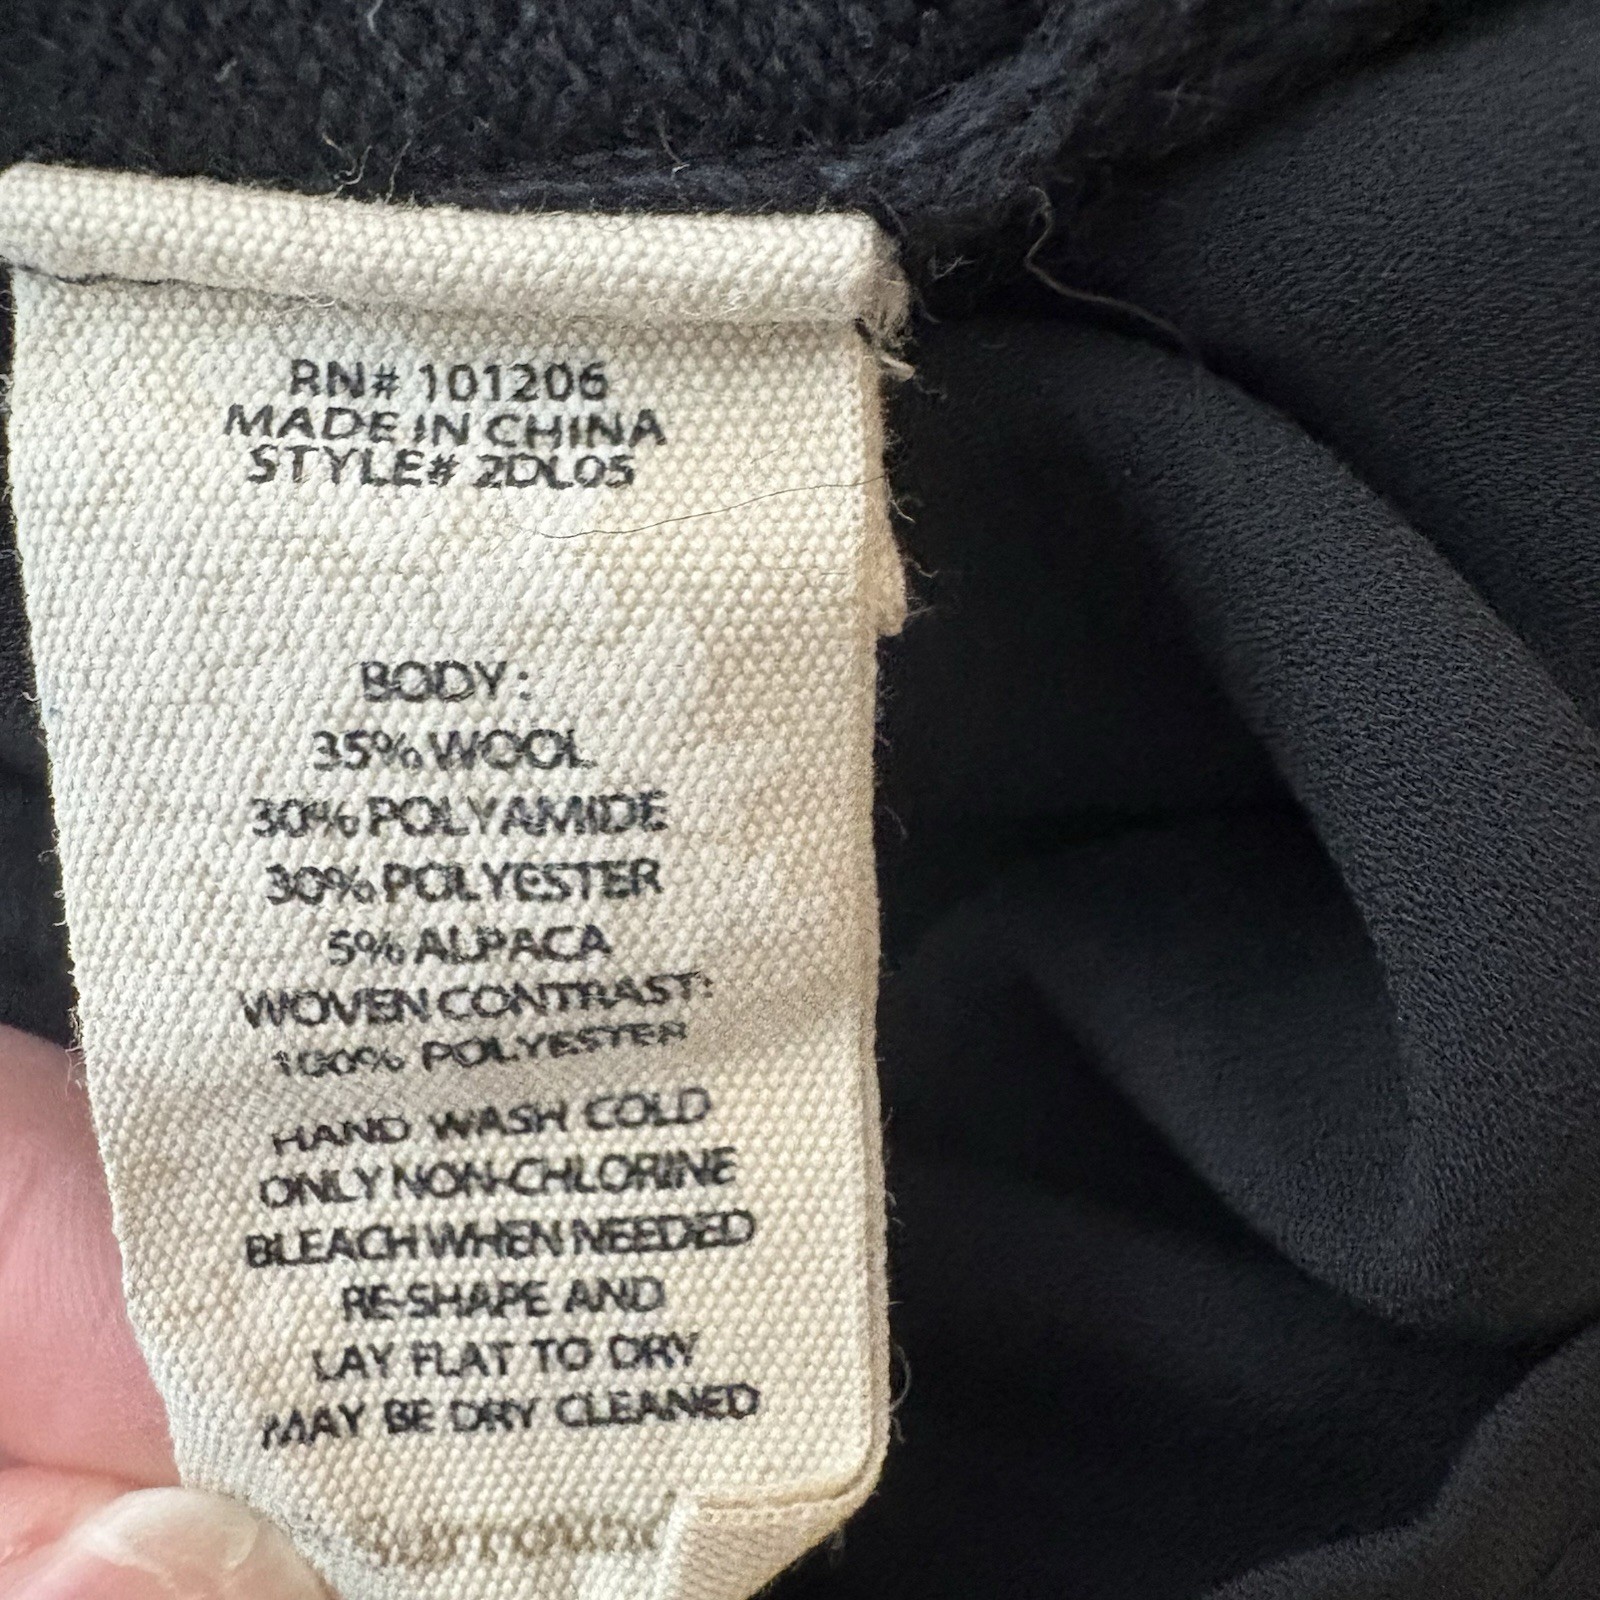 RN# 101206
MADE IN CHINA
STYLE# 2DL05
BODY:
35% WOOL
30% POLYAMIDE
30% POLYESTER
5% ALPACA
WOVEN CONTRAST:
100% POLYESTER
HAND WASH COLD
ONLY NON-CHLORINE
BLEACH WHEN NEEDED
RE-SHAPE AND
LAY FLAT TO DRY
MAY BE DRY CLEANED